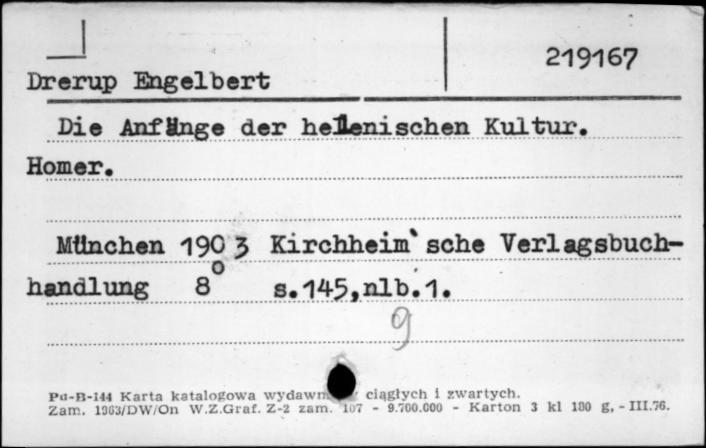 219167
Drerup Engelbert
Die Anfänge der hellenischen Kultur.
Homer.
München 1903 Kirchheim`sche Verlagsbuch-
handlung 8⁰ s.145,nlb.1.
9
Pu-B-144 Karta katalogowa wydawn ciągłych i zwartych.
Zam. 1963/DW/On W.Z.Graf. Z-2 zam. 107 - 9.700.000 - Karton 3 kl 180 g, - III.76.